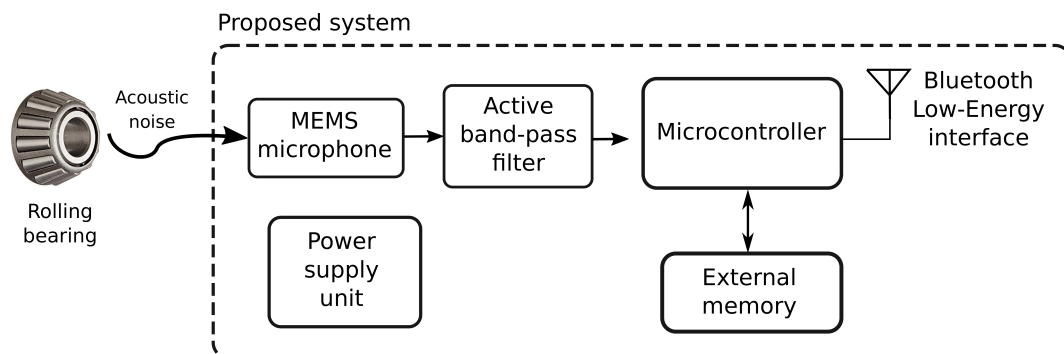 Proposed system
Acoustic
noise
Rolling
bearing
MEMS
microphone
Active
band-pass
filter
Microcontroller
Bluetooth
Low-Energy
interface
Power
supply
unit
External
memory